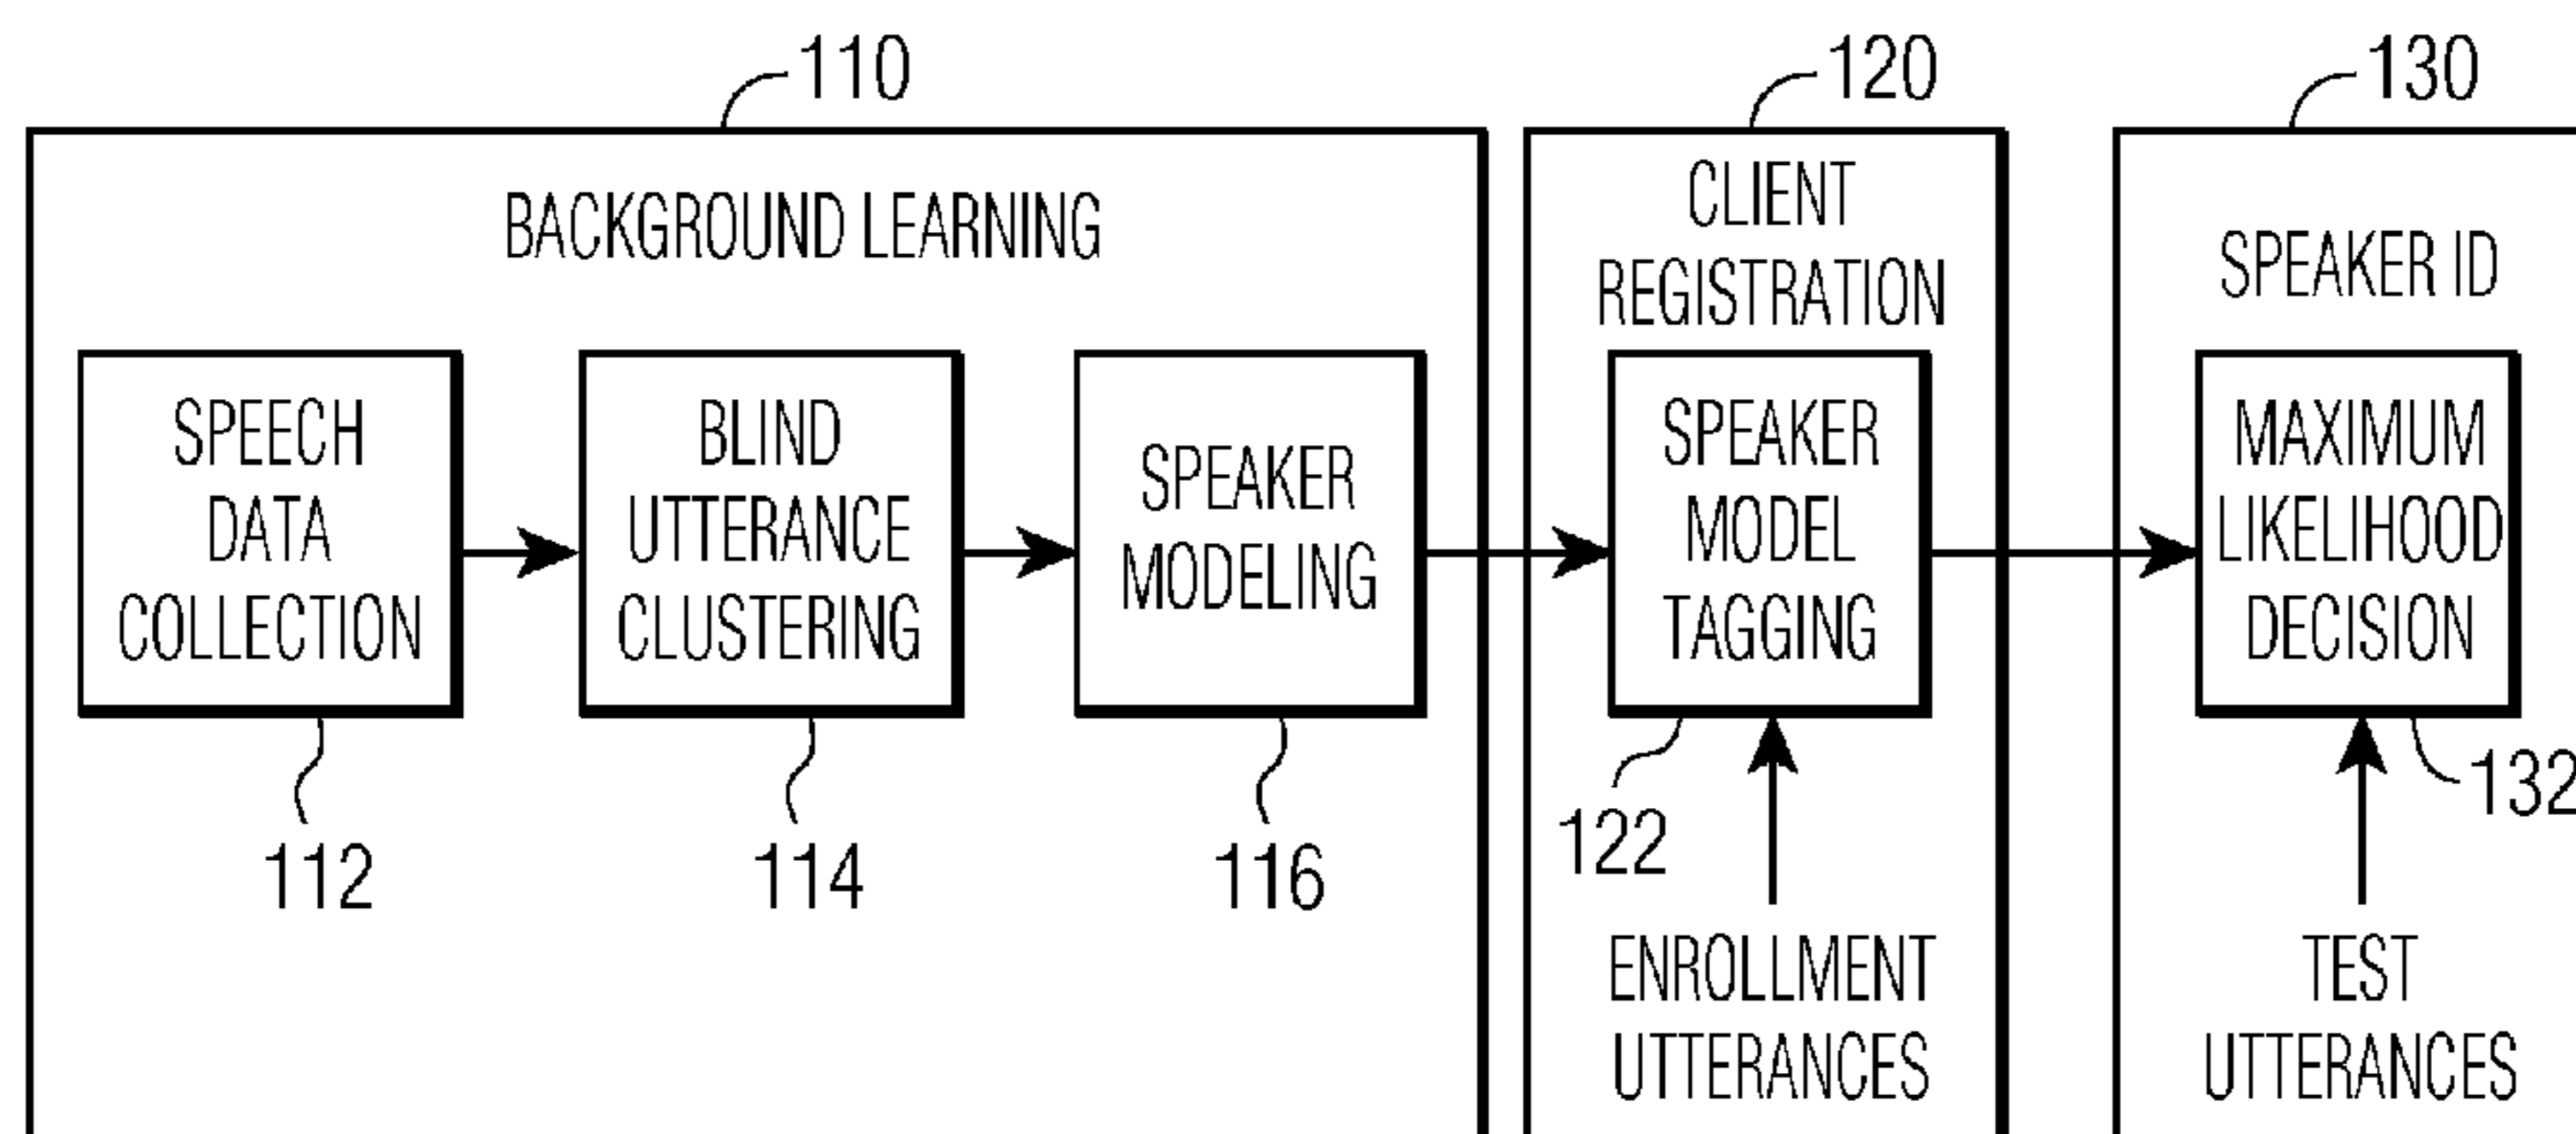 110
120
130
BACKGROUND LEARNING
CLIENT
REGISTRATION
SPEAKER ID
SPEECH
DATA
COLLECTION
BLIND
UTTERANCE
CLUSTERING
SPEAKER
MODELING
SPEAKER
MODEL
TAGGING
MAXIMUM
LIKELIHOOD
DECISION
112
114
116
122
132
ENROLLMENT
UTTERANCES
TEST
UTTERANCES